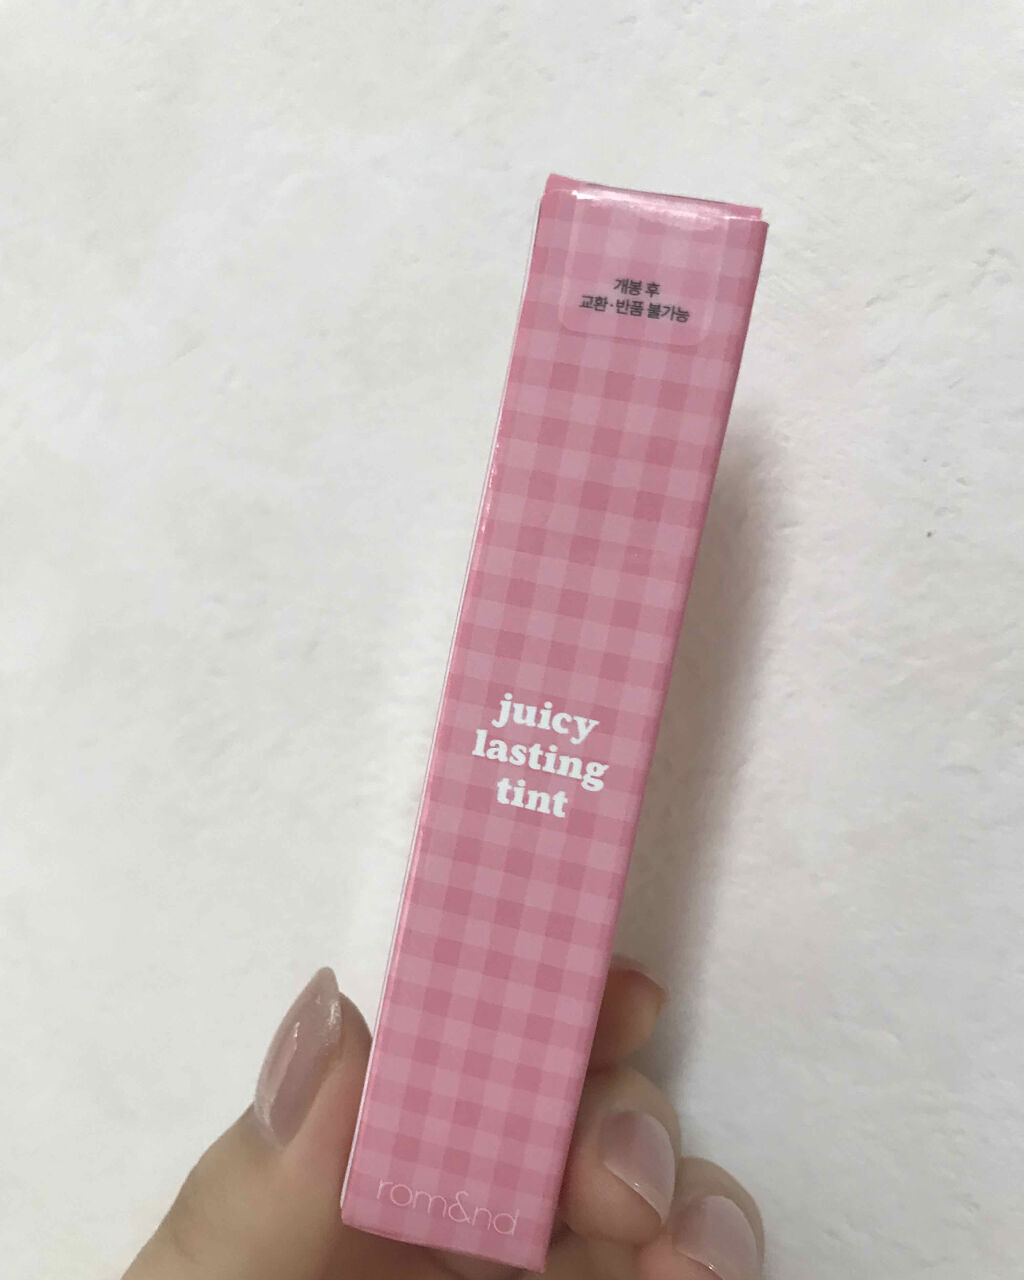 개봉 후
교환·반품 불가능
juicy
lasting
tint
rom&nd